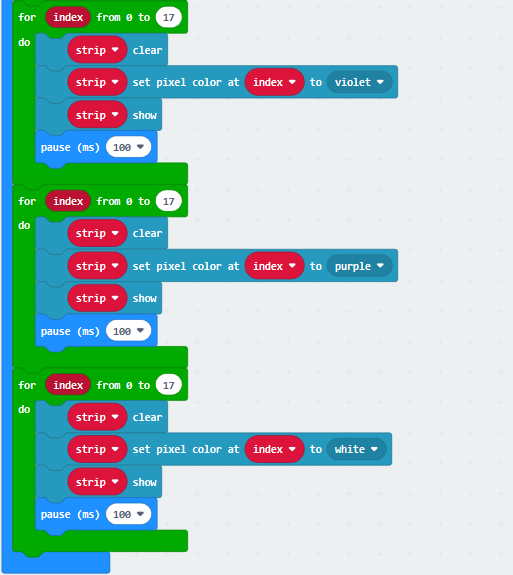 for index from 0 to 17
do
strip clear
strip set pixel color at index to violet
strip show
pause (ms) 100
for index from 0 to 17
do
strip clear
strip set pixel color at index to purple
strip show
pause (ms) 100
for index from 0 to 17
do
strip clear
strip set pixel color at index to white
strip show
pause (ms) 100